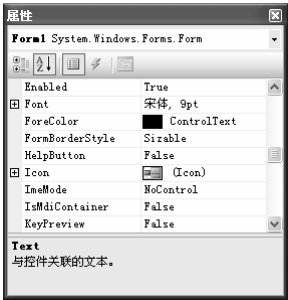 属性
Form1 System.Windows.Forms.Form
Enabled True
Font 宋体, 9pt
ForeColor ControlText
FormBorderStyle Sizable
HelpButton False
Icon (Icon)
ImeMode NoControl
IsMdiContainer False
KeyPreview False
Text
与控件关联的文本。